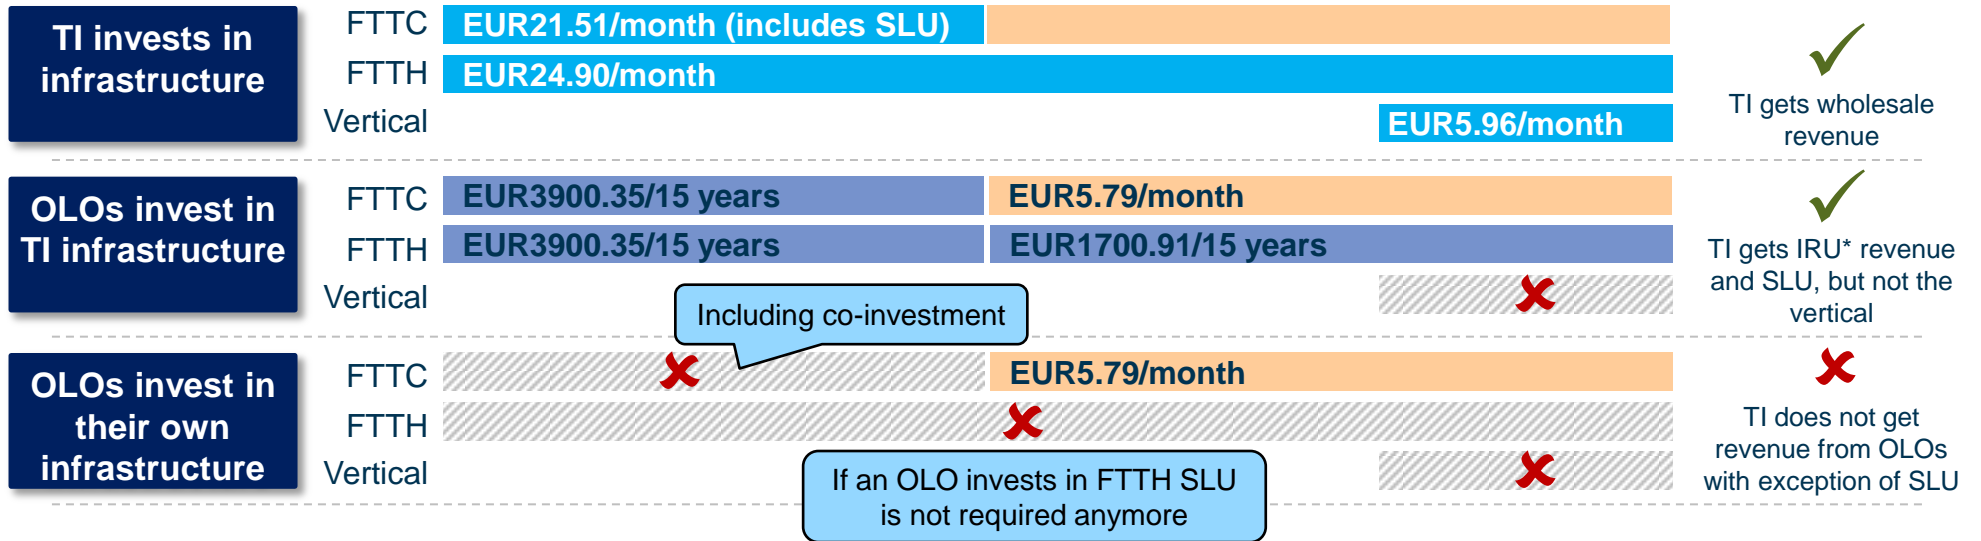 TI invests in
infrastructure
FTTC
EUR21.51/month (includes SLU)
FTTH
EUR24.90/month
Vertical
EUR5.96/month
TI gets wholesale
revenue
OLOs invest in
TI infrastructure
FTTC
EUR3900.35/15 years
EUR5.79/month
FTTH
EUR3900.35/15 years
EUR1700.91/15 years
Vertical
TI gets IRU* revenue
and SLU, but not the
vertical
Including co-investment
OLOs invest in
their own
infrastructure
FTTC
EUR5.79/month
FTTH
Vertical
If an OLO invests in FTTH SLU
is not required anymore
TI does not get
revenue from OLOs
with exception of SLU